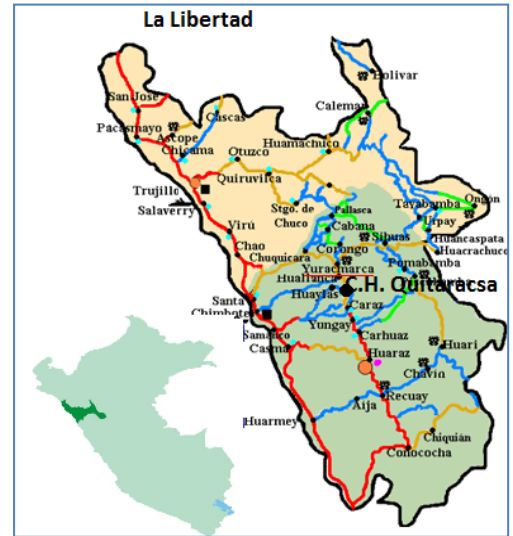 La Libertad
Bolivar
San José
Calemar
Cascas
Pacasmayo
Ascope
Chicama
Otuzco
Huamachuco
Quiruvilca
Trujillo
Salaverry
Stgo. de
Chuco
Pallasca
Tayabamba
Ongón
Urpay
Virú
Cabana
Sihuas
Huancaspata
Huacrachuco
Chao
Corongo
Chuquicara
Yuracmarca
Pomabamba
Huallanca
C.H. Quitaracsa
Santa
Huaylas
Caraz
Chimbote
Yungay
Samanco
Carhuaz
Casma
Huari
Huaraz
Chavin
Recuay
Aija
Huarmey
Chiquián
Conococha